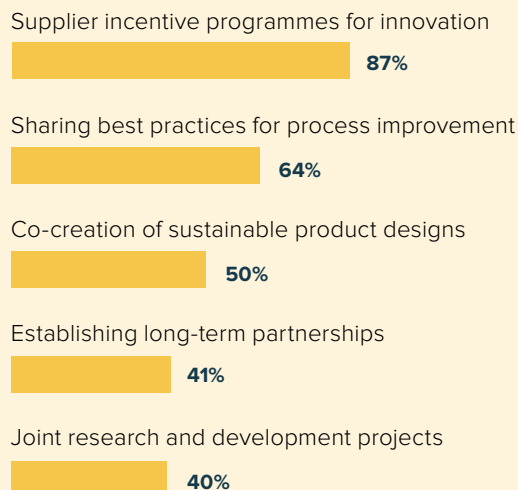 Supplier incentive programmes for innovation
87%
Sharing best practices for process improvement
64%
Co-creation of sustainable product designs
50%
Establishing long-term partnerships
41%
Joint research and development projects
40%